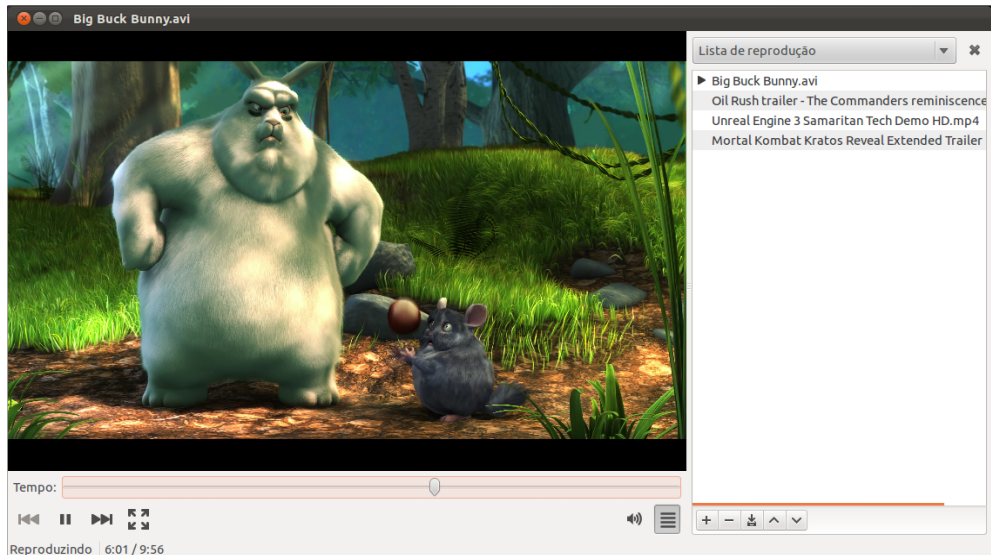 Big Buck Bunny.avi
Lista de reprodução
Big Buck Bunny.avi
Oil Rush trailer - The Commanders reminiscence
Unreal Engine 3 Samaritan Tech Demo HD.mp4
Mortal Kombat Kratos Reveal Extended Trailer
Tempo:
Reproduzindo 6:01 / 9:56